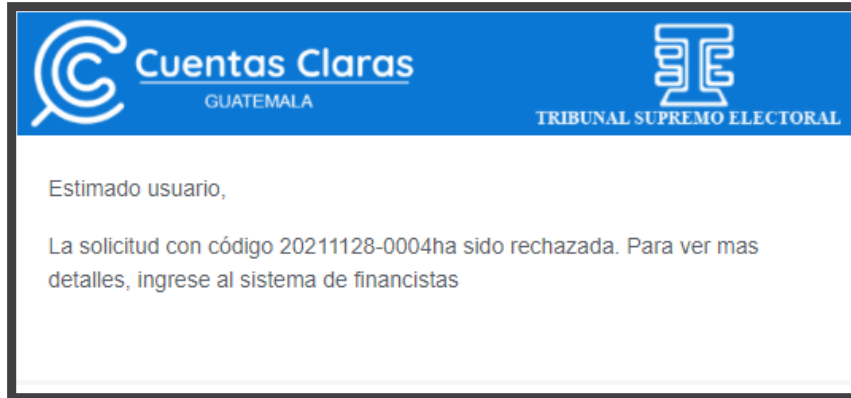 Cuentas Claras
GUATEMALA
TRIBUNAL SUPREMO ELECTORAL
Estimado usuario,
La solicitud con código 20211128-0004ha sido rechazada. Para ver mas
detalles, ingrese al sistema de financistas